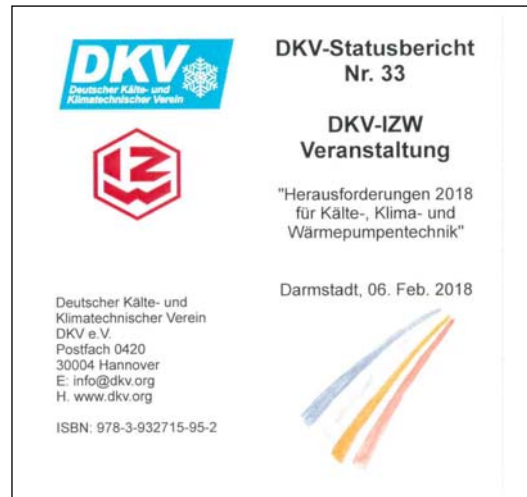 DKV
Deutscher Kälte- und
Klimatechnischer Verein
IZW
DKV-Statusbericht
Nr. 33
DKV-IZW
Veranstaltung
"Herausforderungen 2018
für Kälte-, Klima- und
Wärmepumpentechnik"
Darmstadt, 06. Feb. 2018
Deutscher Kälte- und
Klimatechnischer Verein
DKV e.V.
Postfach 0420
30004 Hannover
E: info@dkv.org
H. www.dkv.org
ISBN: 978-3-932715-95-2